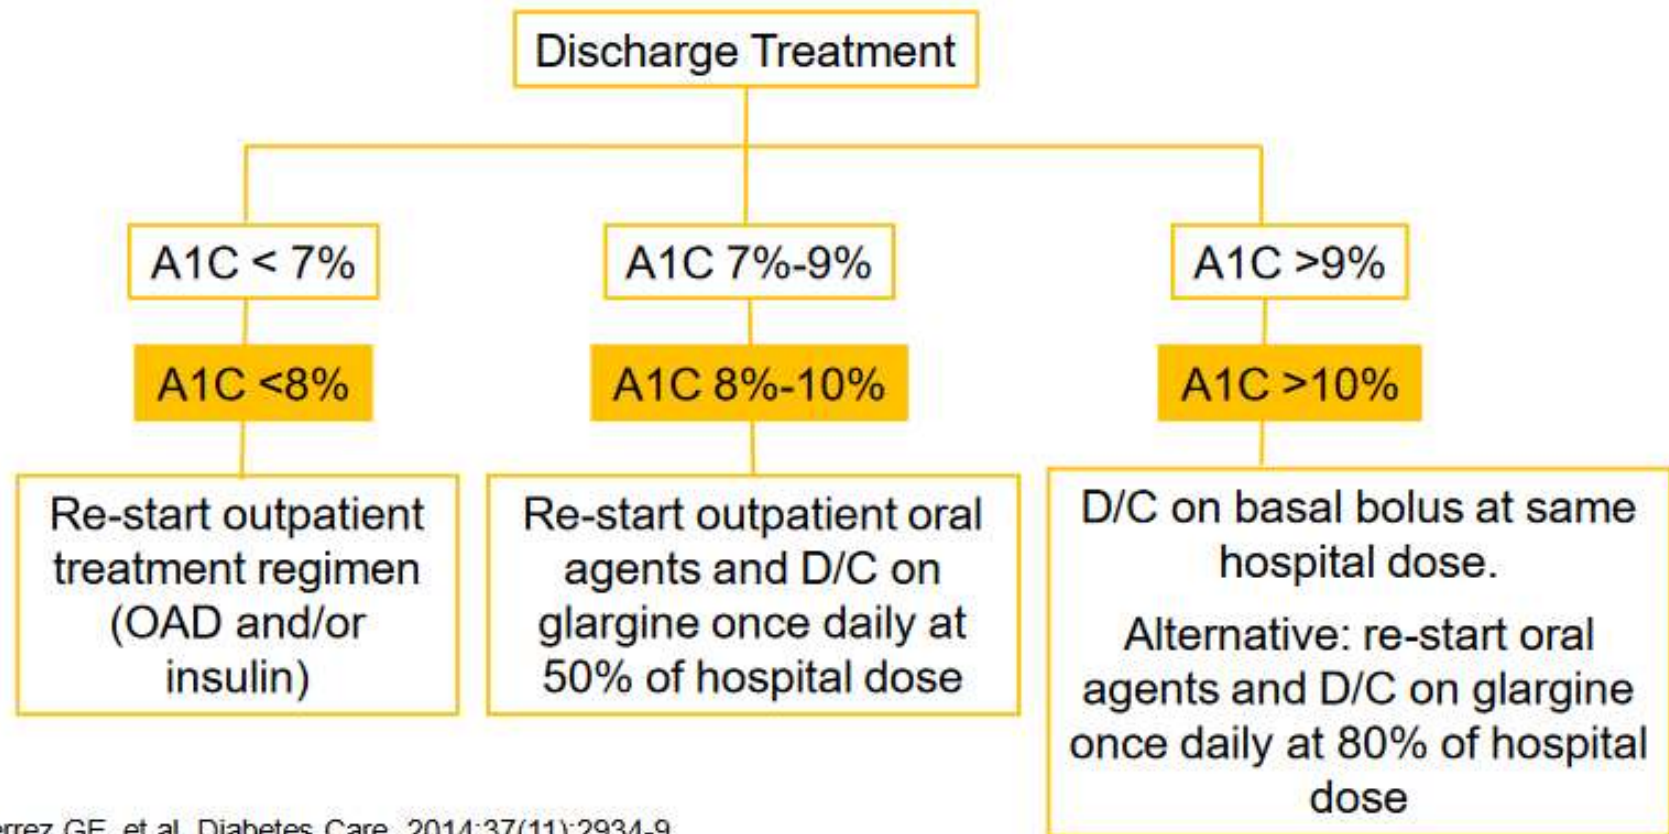 Discharge Treatment
A1C < 7%
A1C 7%-9%
A1C >9%
A1C <8%
A1C 8%-10%
A1C >10%
Re-start outpatient
treatment regimen
(OAD and/or
insulin)
Re-start outpatient oral
agents and D/C on
glargine once daily at
50% of hospital dose
D/C on basal bolus at same
hospital dose.
Alternative: re-start oral
agents and D/C on glargine
once daily at 80% of hospital
dose
GE, et al. Diabetes Care. 2014;37(11):2934-9